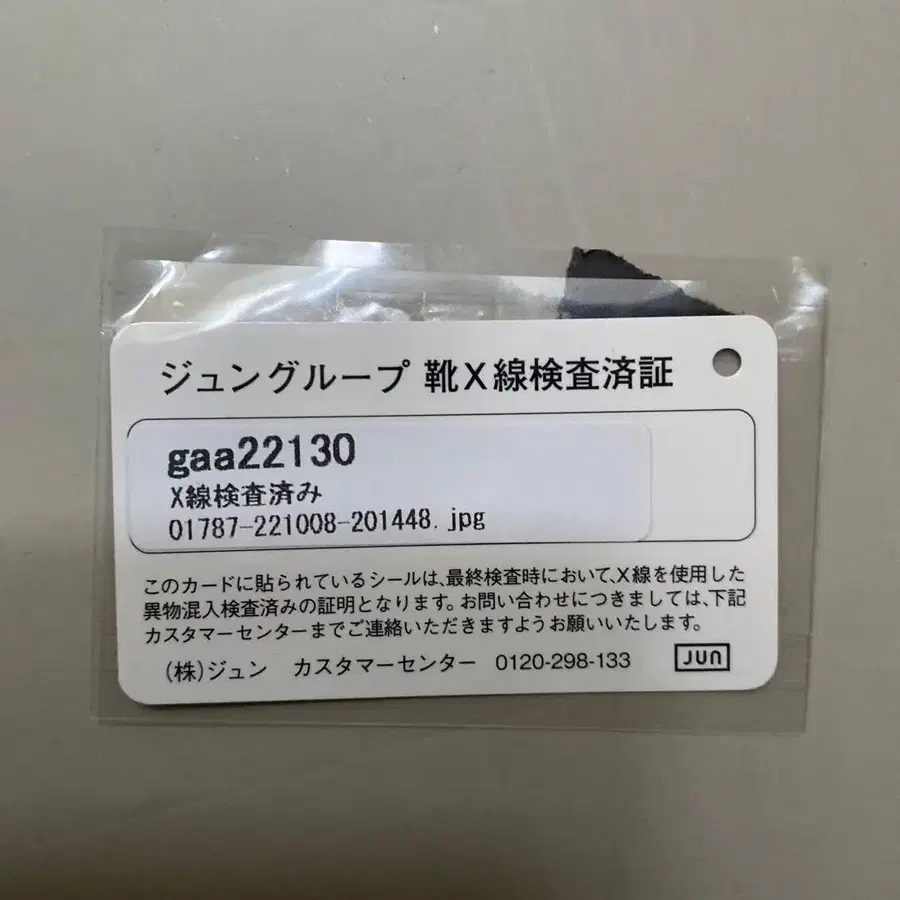 ジュングループ 靴X線検査済証
gaa22130
X線検査済み
01787-221008-201448.jpg
このカードに貼られているシールは、最終検査時において、X線を使用した
異物混入検査済みの証明となります。お問い合わせにつきましては、下記
カスタマーセンターまでご連絡いただきますようお願いいたします。
(株)ジュン カスタマーセンター 0120-298-133
JUN